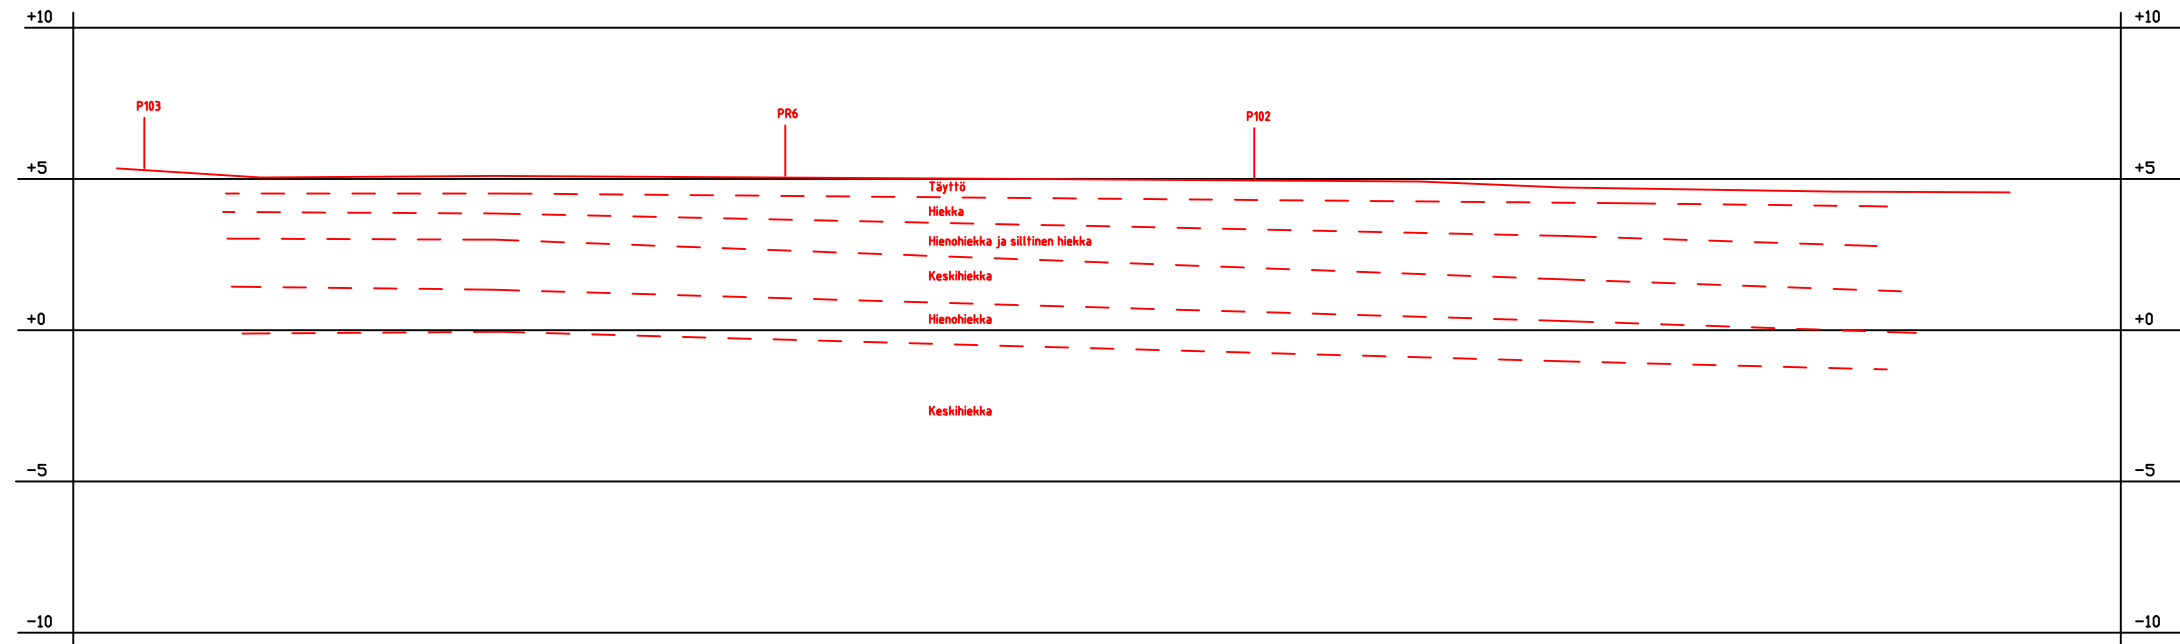 +10 +10
P103
PR6
P102
+5 +5
Täyttö
Hiekka
Hienohiekka ja silltinen hiekka
Keskihiekka
Hienohiekka
+0 +0
Keskihiekka
-5 -5
-10 -10